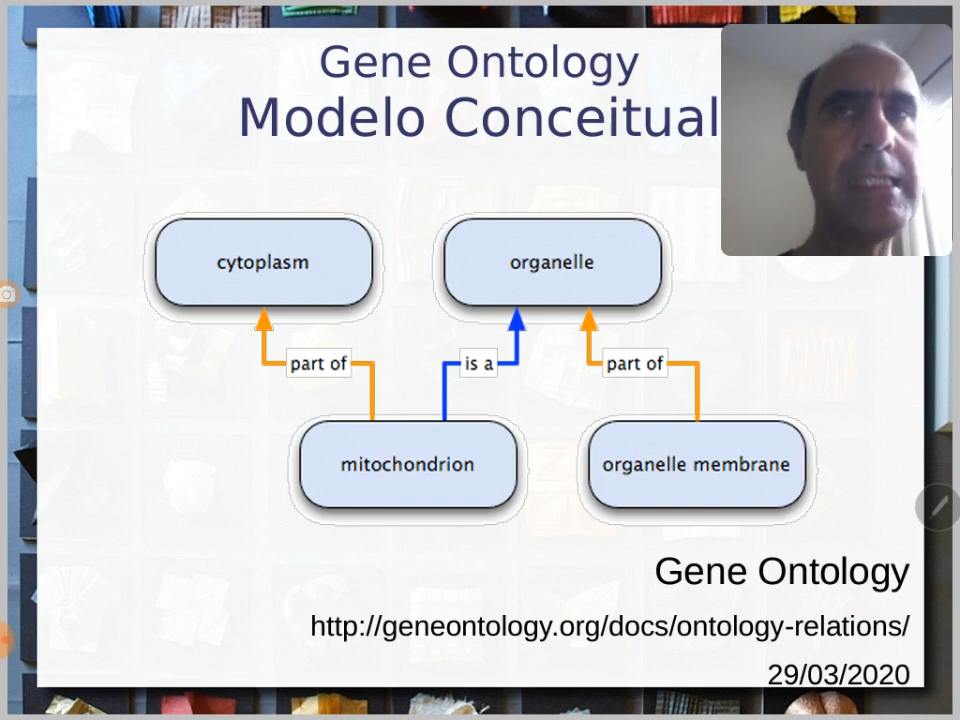 Gene Ontology
Modelo Conceitual
cytoplasm
organelle
part of
is a
part of
mitochondrion
organelle membrane
Gene Ontology
http://geneontology.org/docs/ontology-relations/
29/03/2020